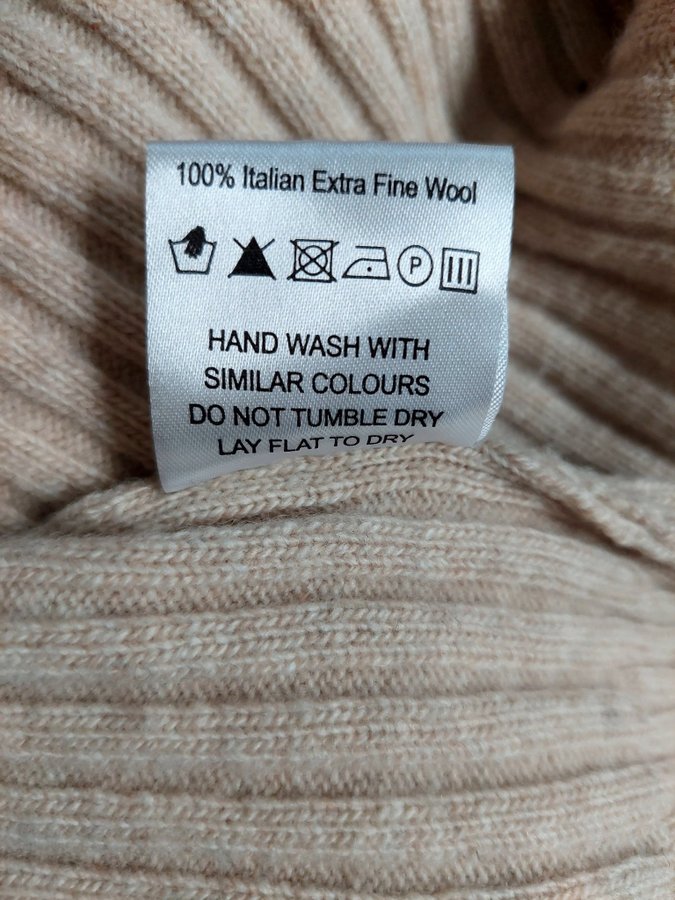 100% Italian Extra Fine Wool
P
HAND WASH WITH
SIMILAR COLOURS
DO NOT TUMBLE DRY
LAY FLAT TO DRY